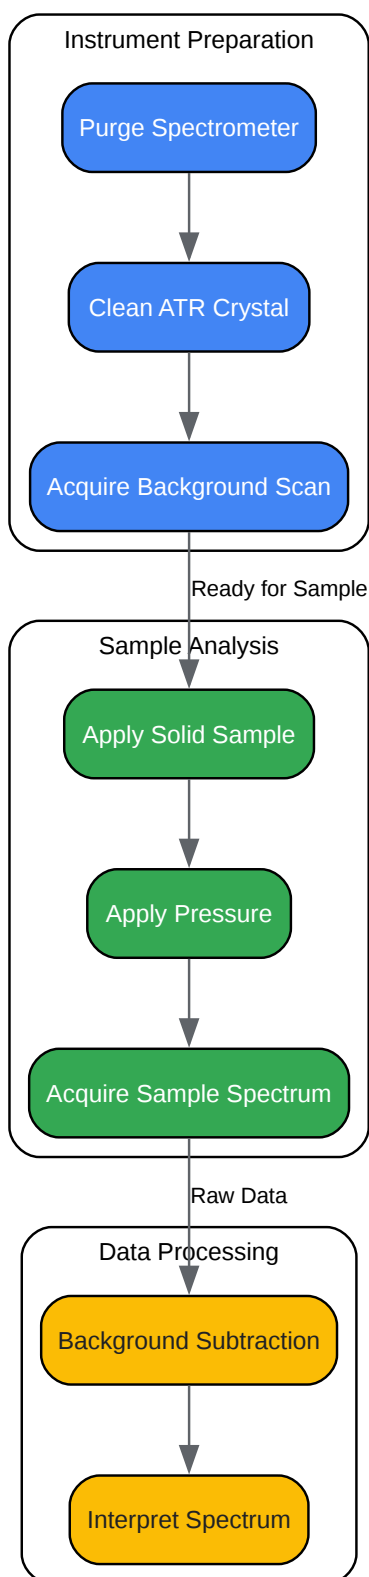 Instrument Preparation
Purge Spectrometer
Clean ATR Crystal
Acquire Background Scan
Ready for Sample
Sample Analysis
Apply Solid Sample
Apply Pressure
Acquire Sample Spectrum
Raw Data
Data Processing
Background Subtraction
Interpret Spectrum